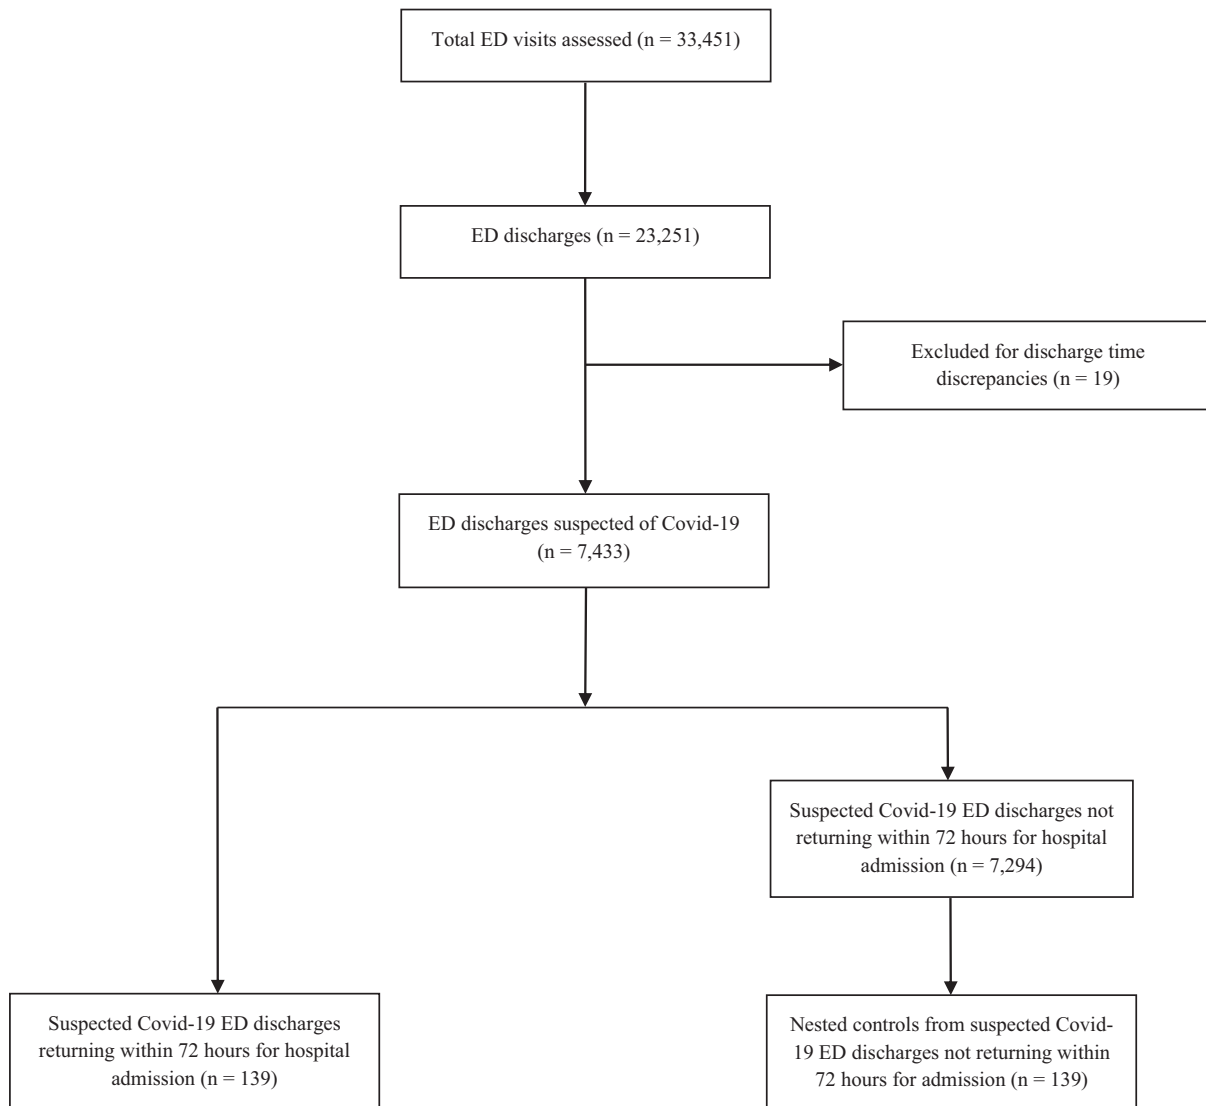 Total ED visits assessed (n = 33,451)
ED discharges (n = 23,251)
Excluded for discharge time
discrepancies (n = 19)
ED discharges suspected of Covid-19
(n = 7,433)
Suspected Covid-19 ED discharges not
returning within 72 hours for hospital
admission (n = 7,294)
Suspected Covid-19 ED discharges
returning within 72 hours for hospital
admission (n = 139)
Nested controls from suspected Covid-
19 ED discharges not returning within
72 hours for admission (n = 139)